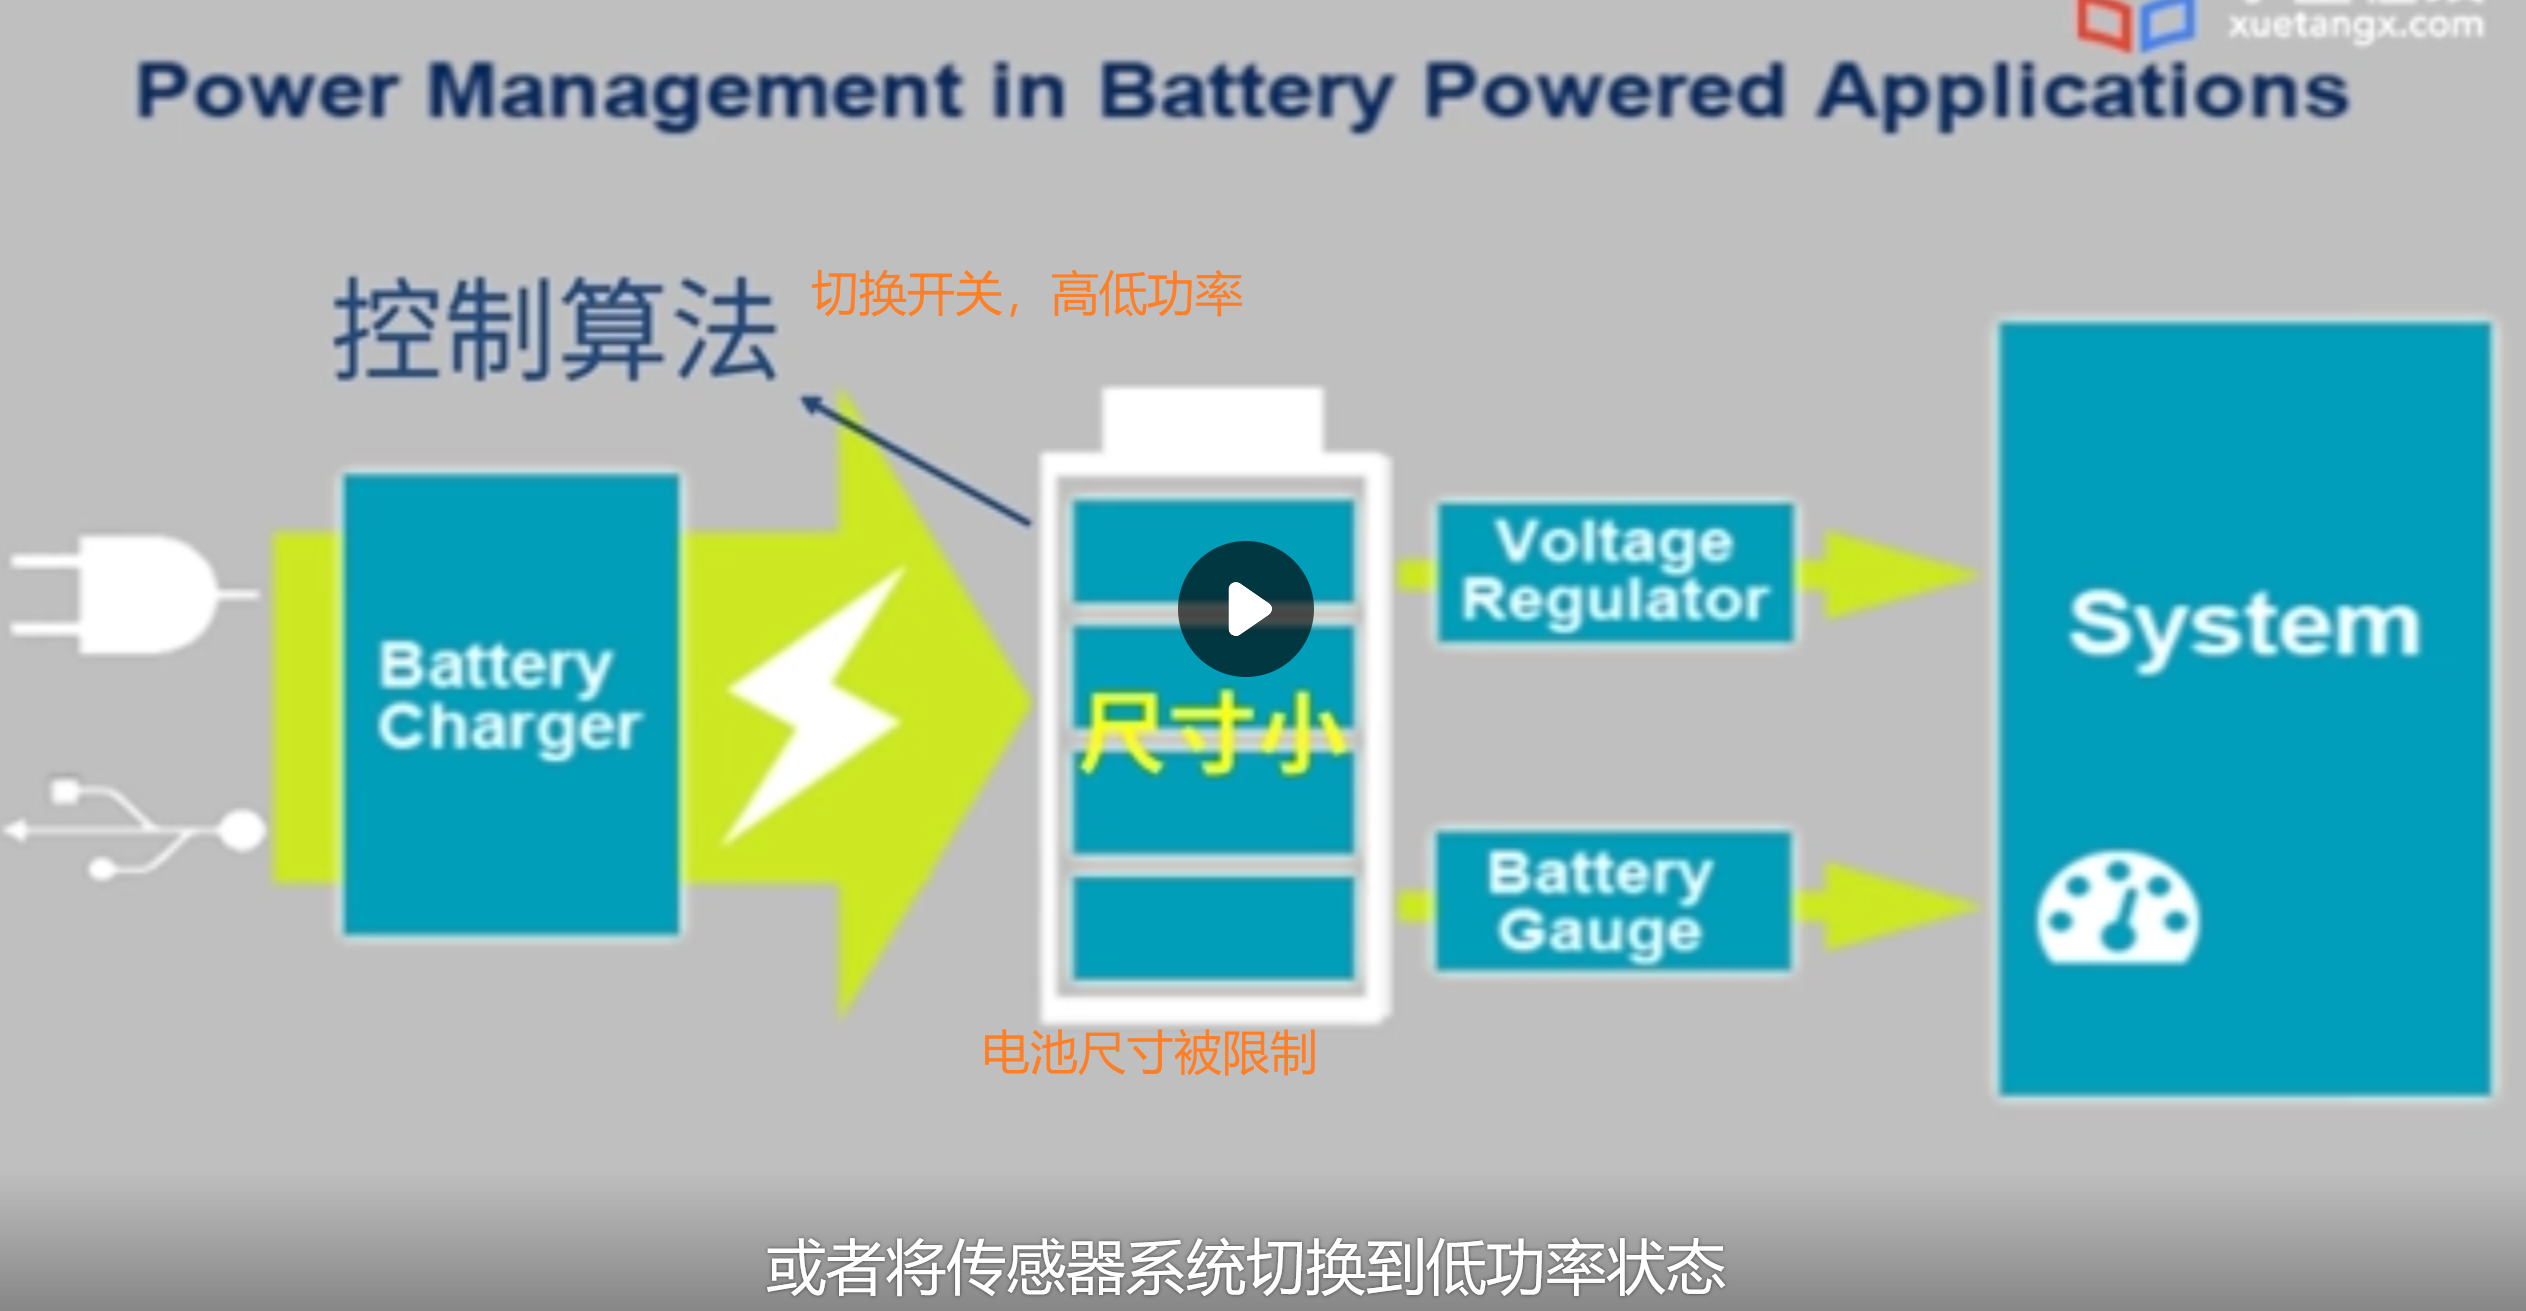 xuetangx.com
Power Management in Battery Powered Applications
控制算法
切换开关，高低功率
Battery
Charger
尺寸小
Voltage
Regulator
Battery
Gauge
System
电池尺寸被限制
或者将传感器系统切换到低功率状态